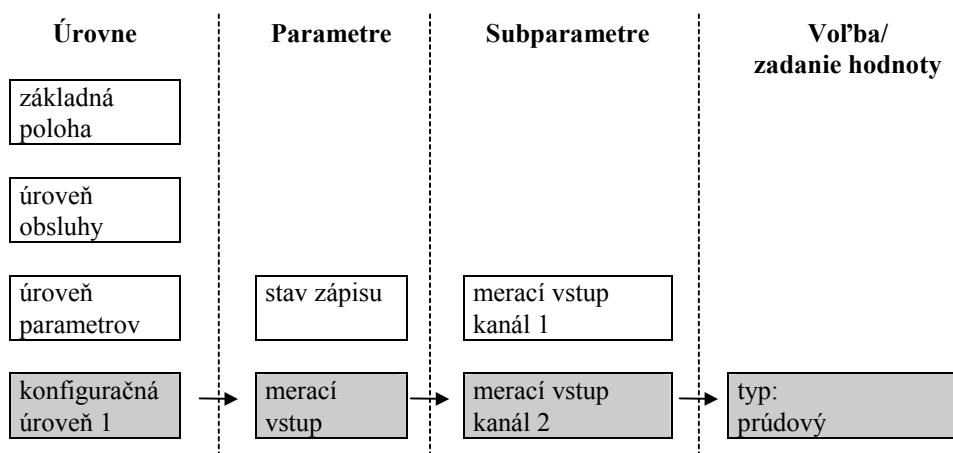 Úrovne
Parametre
Subparametre
Voľba/
zadanie hodnoty
základná
poloha
úroveň
obsluhy
úroveň
parametrov
stav zápisu
merací vstup
kanál 1
konfiguračná
úroveň 1
merací
vstup
merací vstup
kanál 2
typ:
prúdový